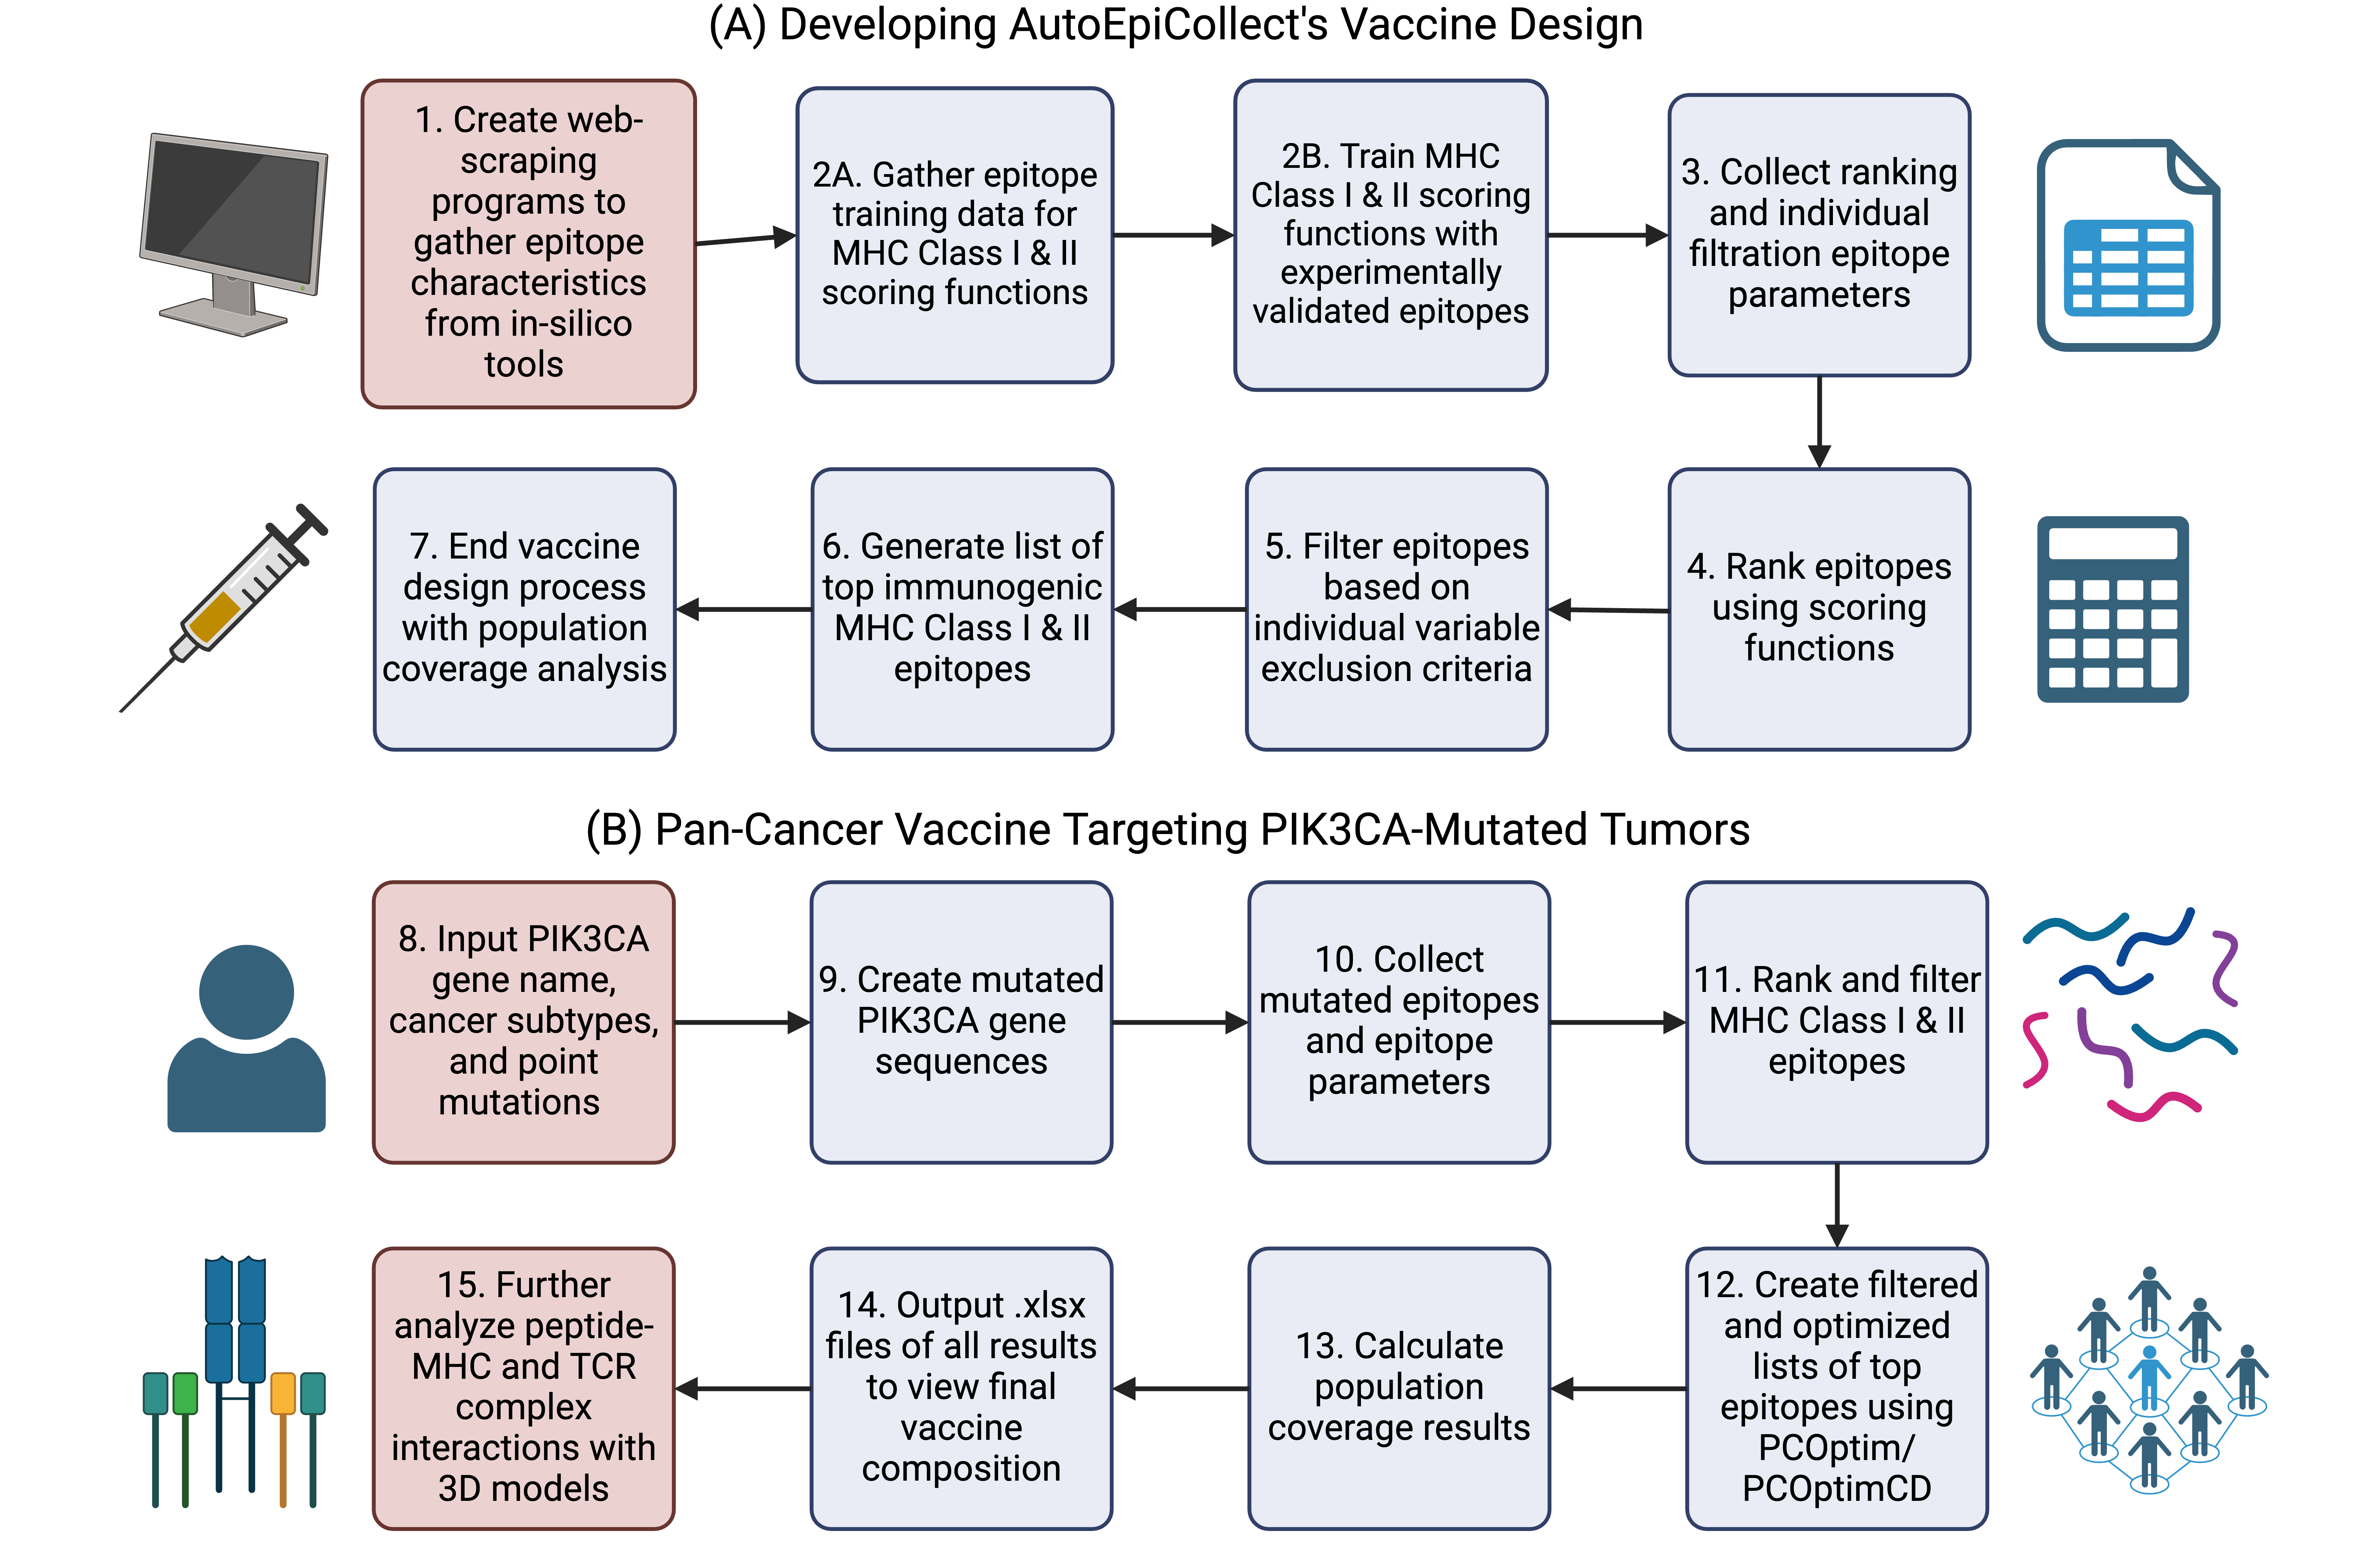 (A) Developing AutoEpiCollect's Vaccine Design
1. Create web-
scraping
programs to
gather epitope
characteristics
from in-silico
tools
2A. Gather epitope
training data for
MHC Class I & II
scoring functions
2B. Train MHC
Class I & II scoring
functions with
experimentally
validated epitopes
3. Collect ranking
and individual
filtration epitope
parameters
4. Rank epitopes
using scoring
functions
5. Filter epitopes
based on
individual variable
exclusion criteria
6. Generate list of
top immunogenic
MHC Class I & II
epitopes
7. End vaccine
design process
with population
coverage analysis
(B) Pan-Cancer Vaccine Targeting PIK3CA-Mutated Tumors
8. Input PIK3CA
gene name,
cancer subtypes,
and point
mutations
9. Create mutated
PIK3CA gene
sequences
10. Collect
mutated epitopes
and epitope
parameters
11. Rank and filter
MHC Class I & II
epitopes
12. Create filtered
and optimized
lists of top
epitopes using
PCOptim/
PCOptimCD
13. Calculate
population
coverage results
14. Output .xlsx
files of all results
to view final
vaccine
composition
15. Further
analyze peptide-
MHC and TCR
complex
interactions with
3D models